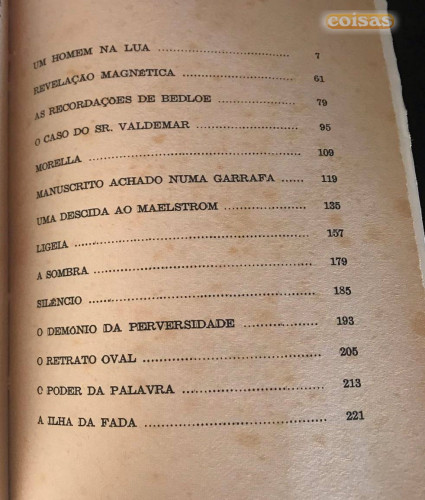 coisas
UM HOMEM NA LUA ........................ 7
REVELAÇÃO MAGNÉTICA ........................ 61
AS RECORDAÇÕES DE BEDLOE ........................ 79
O CASO DO SR. VALDEMAR ........................ 95
MORELLA ........................ 109
MANUSCRITO ACHADO NUMA GARRAFA ...... 119
UMA DESCIDA AO MAELSTROM ........................ 135
LIGEIA ........................ 157
A SOMBRA ........................ 179
SILÊNCIO ........................ 185
O DEMÓNIO DA PERVERSIDADE ........................ 193
O RETRATO OVAL ........................ 205
O PODER DA PALAVRA ........................ 213
A ILHA DA FADA ........................ 221